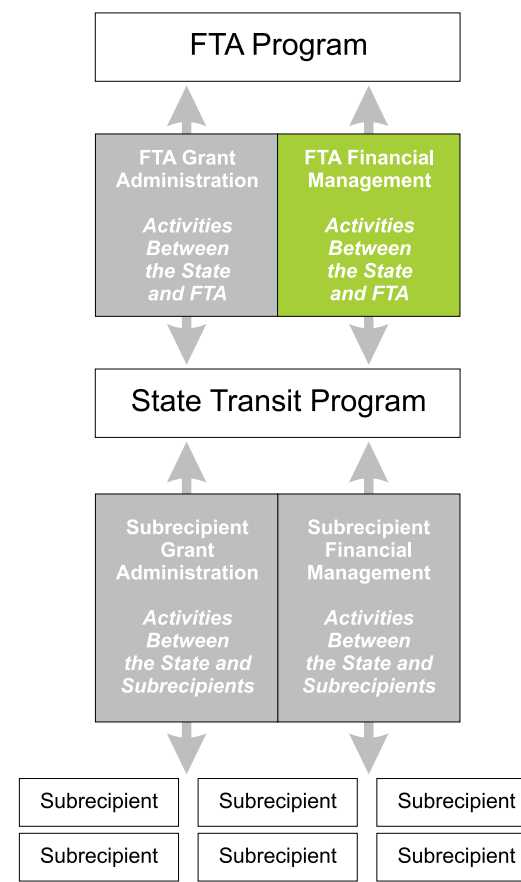 FTA Program
FTA Grant
Administration
Activities
Between
the State
and FTA
FTA Financial
Management
Activities
Between
the State
and FTA
State Transit Program
Subrecipient
Grant
Administration
Activities
Between
the State and
Subrecipients
Subrecipient
Financial
Management
Activities
Between
the State and
Subrecipients
Subrecipient
Subrecipient
Subrecipient
Subrecipient
Subrecipient
Subrecipient